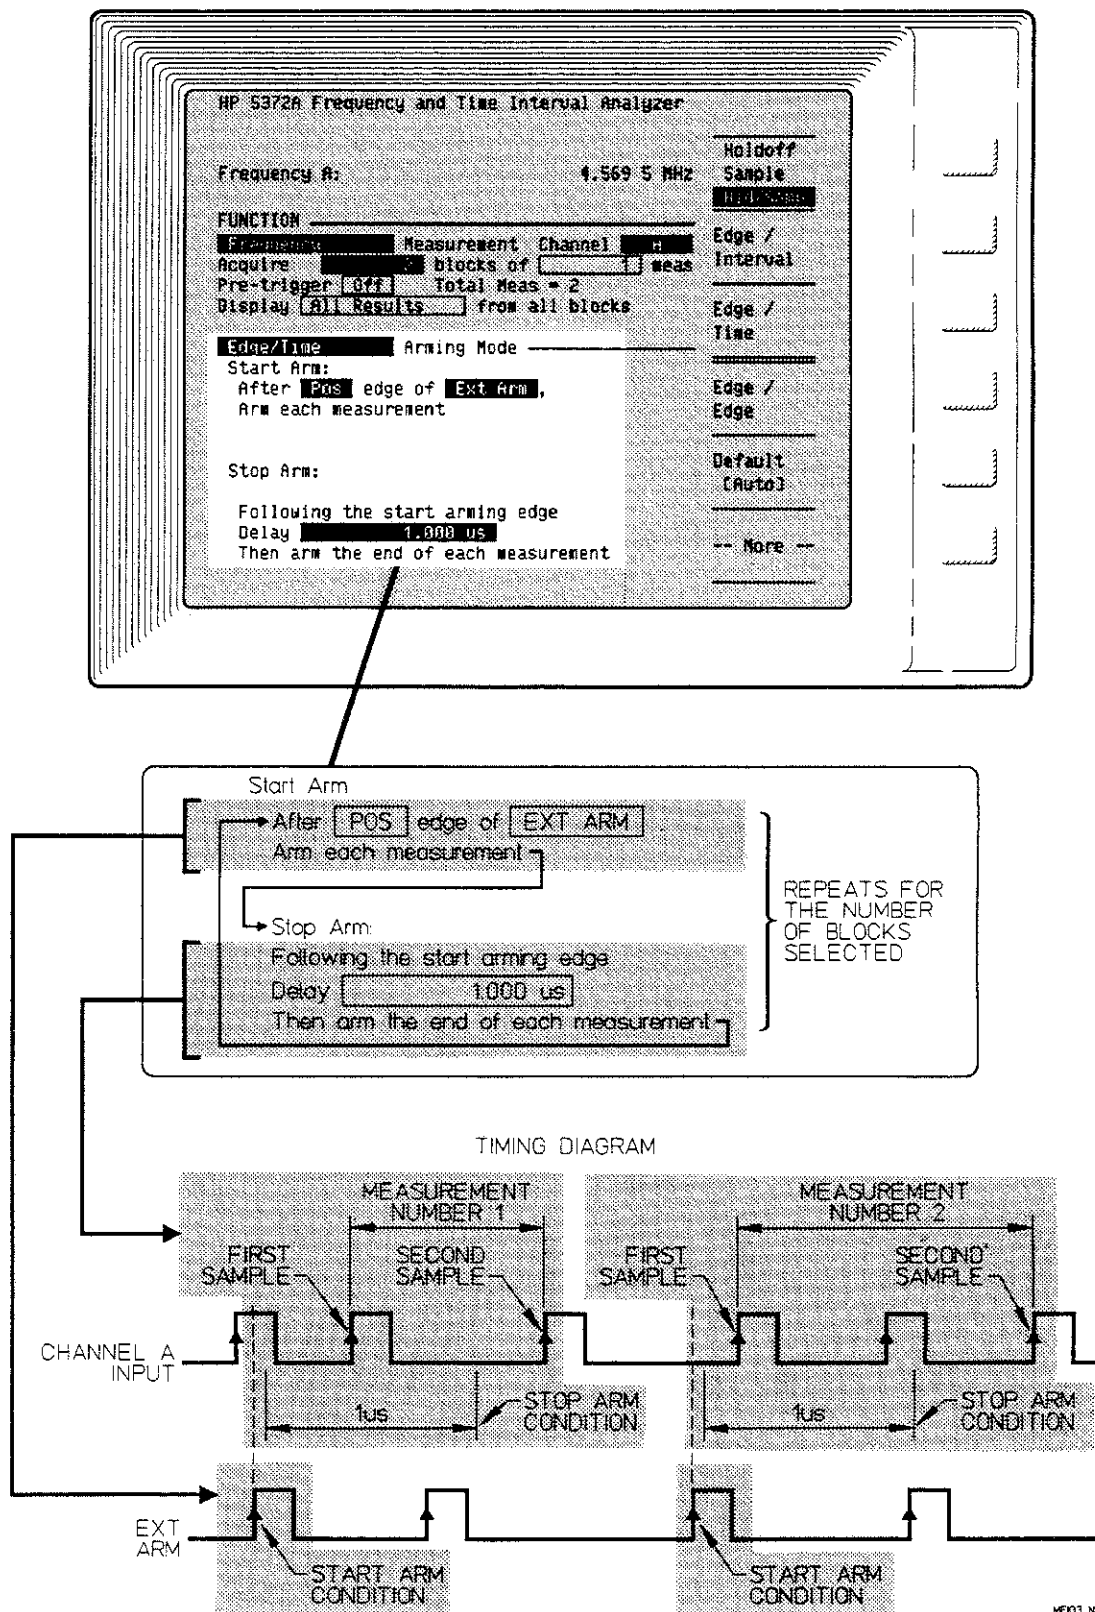 HP 5372A Frequency and Time Interval Analyzer
Frequency A: 4.569 5 MHz
FUNCTION
Frequency Measurement Channel A
Acquire 2 blocks of 1 meas
Pre-trigger Off Total Meas = 2
Display All Results from all blocks
Edge/Time Arming Mode
Start Arm:
After Pos edge of Ext Arm,
Arm each measurement
Stop Arm:
Following the start arming edge
Delay 1.000 us
Then arm the end of each measurement
Holdoff
Sample
Hld/Samp
Edge /
Interval
Edge /
Time
Edge /
Edge
Default
[Auto]
-- More --
Start Arm
After POS edge of EXT ARM .
Arm each measurement
Stop Arm:
Following the start arming edge
Delay 1.000 us
Then arm the end of each measurement
REPEATS FOR
THE NUMBER
OF BLOCKS
SELECTED
TIMING DIAGRAM
MEASUREMENT
NUMBER 1
FIRST
SAMPLE
SECOND
SAMPLE
MEASUREMENT
NUMBER 2
FIRST
SAMPLE
SECOND
SAMPLE
CHANNEL A
INPUT
1us
STOP ARM
CONDITION
1us
STOP ARM
CONDITION
EXT
ARM
START ARM
CONDITION
START ARM
CONDITION